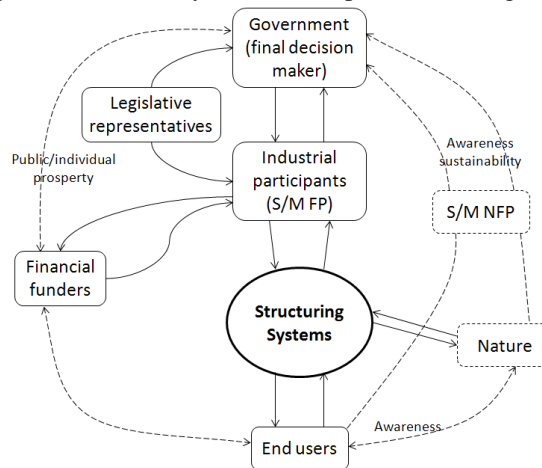 Government
(final decision
maker)
Legislative
representatives
Public/individual
prosperty
Awareness
sustainability
Industrial
participants
(S/M FP)
S/M NFP
Financial
funders
Structuring
Systems
Nature
Awareness
End users